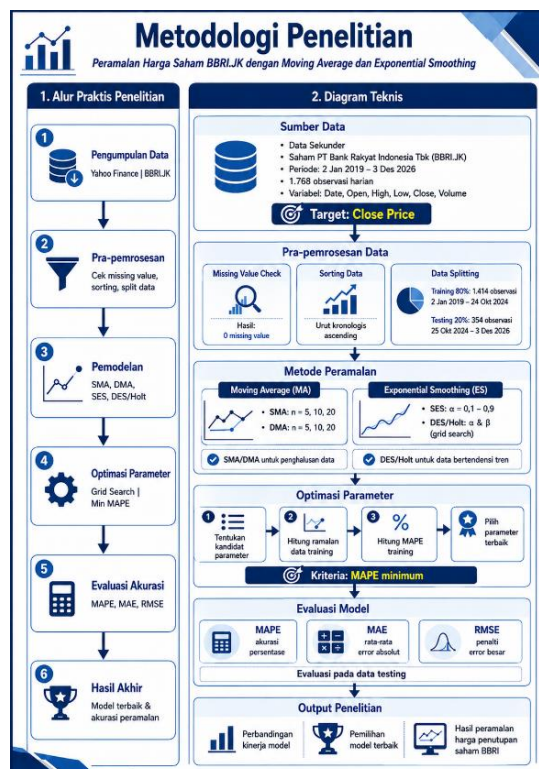 Metodologi Penelitian
Peramalan Harga Saham BBRI.JK dengan Moving Average dan Exponential Smoothing
1. Alur Praktis Penelitian
1
Pengumpulan Data
Yahoo Finance | BBRI.JK
2
Pra-pemrosesan
Cek missing value,
sorting, split data
3
Pemodelan
SMA, DMA,
SES, DES/Holt
4
Optimasi Parameter
Grid Search |
Min MAPE
5
Evaluasi Akurasi
MAPE, MAE, RMSE
6
Hasil Akhir
Model terbaik &
akurasi peramalan
2. Diagram Teknis
Sumber Data
• Data Sekunder
• Saham PT Bank Rakyat Indonesia Tbk (BBRI.JK)
• Periode: 2 Jan 2019 – 3 Des 2026
• 1.768 observasi harian
• Variabel: Date, Open, High, Low, Close, Volume
Target: Close Price
Pra-pemrosesan Data
Missing Value Check
Hasil:
0 missing value
Sorting Data
Urut kronologis
ascending
Data Splitting
Training 80%: 1.414 observasi
2 Jan 2019 – 24 Okt 2024
Testing 20%: 354 observasi
25 Okt 2024 – 3 Des 2026
Metode Peramalan
Moving Average (MA)
• SMA: n = 5, 10, 20
• DMA: n = 5, 10, 20
SMA/DMA untuk penghalusan data
Exponential Smoothing (ES)
• SES: α = 0,1 – 0,9
• DES/Holt: α & β
(grid search)
DES/Holt untuk data bertendensi tren
Optimasi Parameter
1
Tentukan
kandidat
parameter
2
Hitung ramalan
data training
3
%
Hitung MAPE
training
Pilih
parameter
terbaik
Kriteria: MAPE minimum
Evaluasi Model
MAPE
akurasi
persentase
MAE
rata-rata
error absolut
RMSE
penalti
error besar
Evaluasi pada data testing
Output Penelitian
Perbandingan
kinerja model
Pemilihan
model terbaik
Hasil peramalan
harga penutupan
saham BBRI